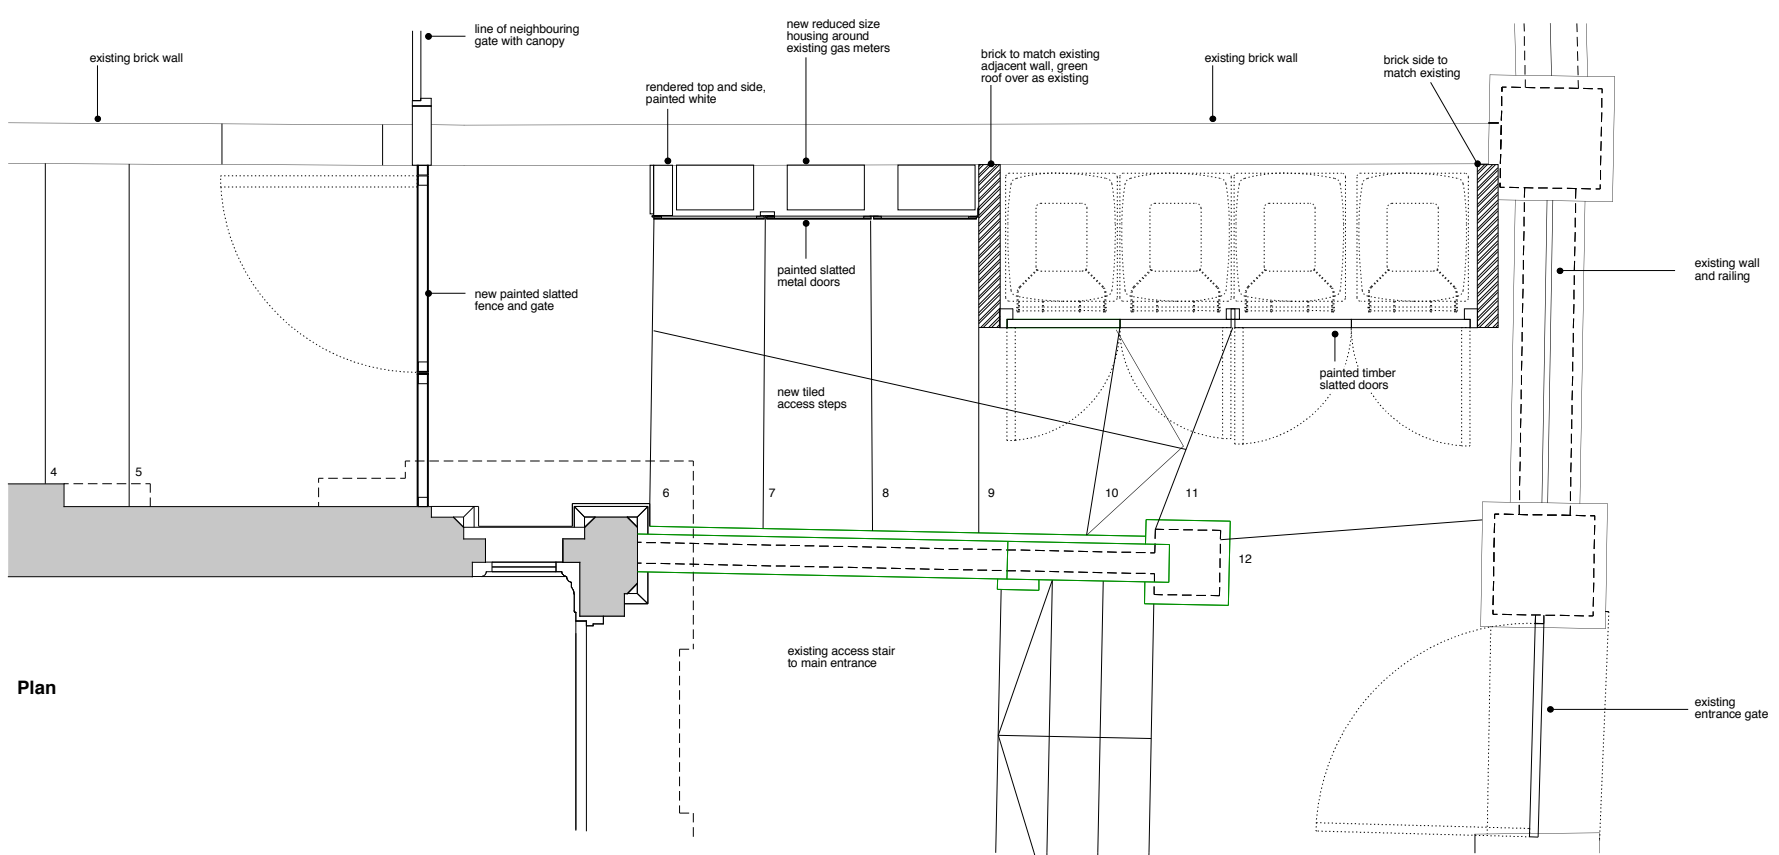 existing brick wall
line of neighbouring
gate with canopy
new reduced size
housing around
existing gas meters
rendered top and side,
painted white
brick to match existing
adjacent wall, green
roof over as existing
existing brick wall
brick side to
match existing
existing wall
and railing
new painted slatted
fence and gate
painted slatted
metal doors
painted timber
slatted doors
new tiled
access steps
4
5
6
7
8
9
10
11
12
existing access stair
to main entrance
Plan
existing
entrance gate